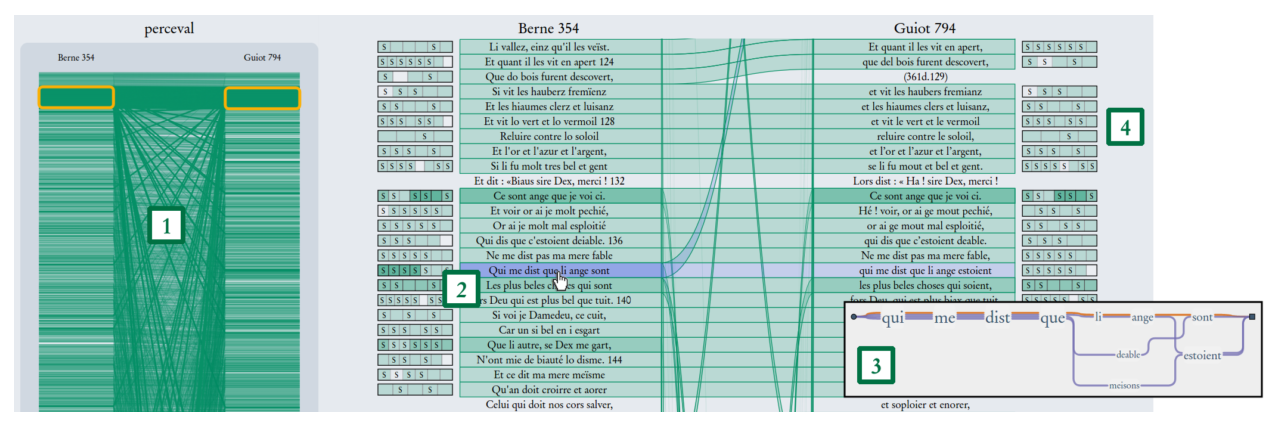 perceval
Berne 354
Guiot 794
1
Berne 354
Guiot 794
Li vallez, einz qu'il les veïst.
Et quant il les vit en apert,
Et quant il les vit en apert 124
que del bois furent descovert,
Que do bois furent descovert,
(361d.129)
Si vit les hauberz fremïenz
et vit les haubers fremianz
Et les hiaumes clerz et luisanz
et les hiaumes clers et luisanz,
Et vit lo vert et lo vermoil 128
et vit le vert et le vermoil
Reluire contre lo soloil
reluire contre le soloil,
Et l'or et l'azur et l'argent,
et l'or et l'azur et l'argent,
Si li fu molt tres bel et gent
se li fu mout et bel et gent.
Et dit : «Biaus sire Dex, merci ! 132
Lors dist : « Ha ! sire Dex, merci !
Ce sont ange que je voi ci.
Ce sont ange que je voi ci.
Et voir or ai je molt pechié,
Hé ! voir, or ai ge mout pechié,
Or ai je molt mal esploitié
or ai ge mout mal esploitié,
Qui dis que c'estoient deiable. 136
qui dis que c'estoient deable.
Ne me dist pas ma mere fable
Ne me dist pas ma mere fable,
Qui me dist que li ange sont
qui me dist que li ange estoient
Les plus beles choses qui sont
les plus beles choses qui soient,
rs Deu qui est plus bel que tuit. 140
fors Deu, qui est plus biax que tuit
Si voi je Damedeu, ce cuit,
Car un si bel en i esgart
Que li autre, se Dex me gart,
N'ont mie de biauté lo disme. 144
Et ce dit ma mere meïsme
Qu'an doit croirre et aorer
Celui qui doit nos cors salver,
et soploier et enorer,
2
4
3
qui me dist que li ange sont
deable
estoient
meisons